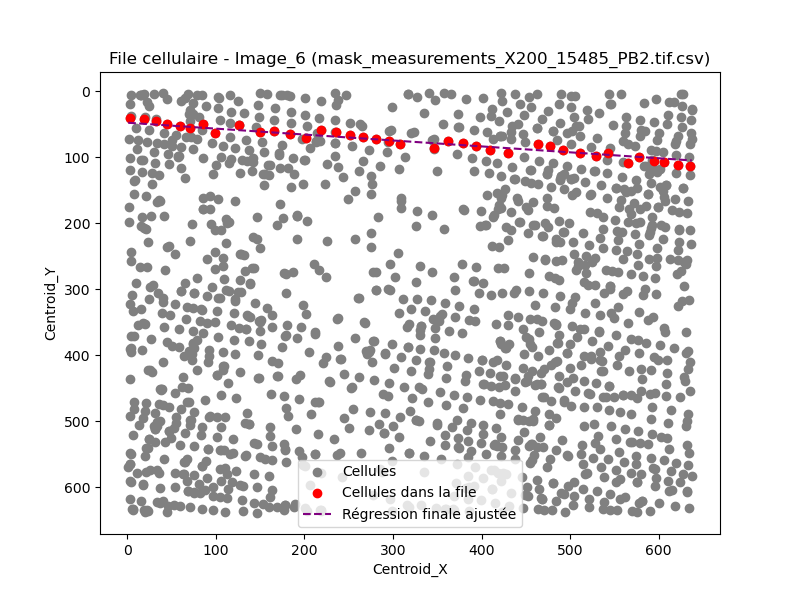 File cellulaire - Image_6 (mask_measurements_X200_15485_PB2.tif.csv)
0
100
200
300
400
500
600
Centroid_Y
Cellules
Cellules dans la file
Régression finale ajustée
0 100 200 300 400 500 600
Centroid_X